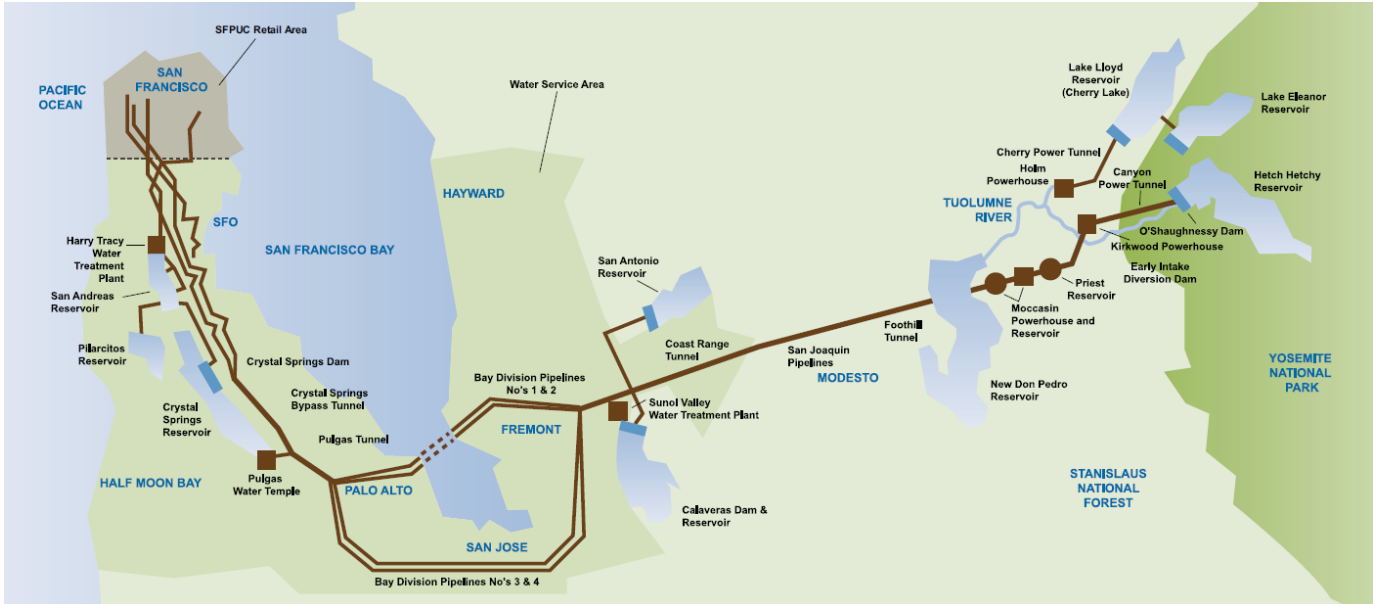 SFPUC Retail Area
PACIFIC
OCEAN
SAN
FRANCISCO
Water Service Area
HAYWARD
SFO
SAN FRANCISCO BAY
Harry Tracy
Water
Treatment
Plant
San Andreas
Reservoir
Pilarcitos
Reservoir
Crystal Springs Dam
Crystal
Springs
Reservoir
Crystal Springs
Bypass Tunnel
Pulgas Tunnel
HALF MOON BAY
Pulgas
Water Temple
PALO ALTO
Bay Division Pipelines
No's 1 & 2
FREMONT
SAN JOSE
Bay Division Pipelines No's 3 & 4
San Antonio
Reservoir
Coast Range
Tunnel
Sunol Valley
Water Treatment Plant
Calaveras Dam &
Reservoir
San Joaquin
Pipelines
MODESTO
Foothill
Tunnel
New Don Pedro
Reservoir
TUOLUMNE
RIVER
Lake Lloyd
Reservoir
(Cherry Lake)
Lake Eleanor
Reservoir
Cherry Power Tunnel
Holm
Powerhouse
Canyon
Power Tunnel
Hetch Hetchy
Reservoir
O'Shaughnessy Dam
Kirkwood Powerhouse
Early Intake
Diversion Dam
Priest
Reservoir
Moccasin
Powerhouse and
Reservoir
YOSEMITE
NATIONAL
PARK
STANISLAUS
NATIONAL
FOREST